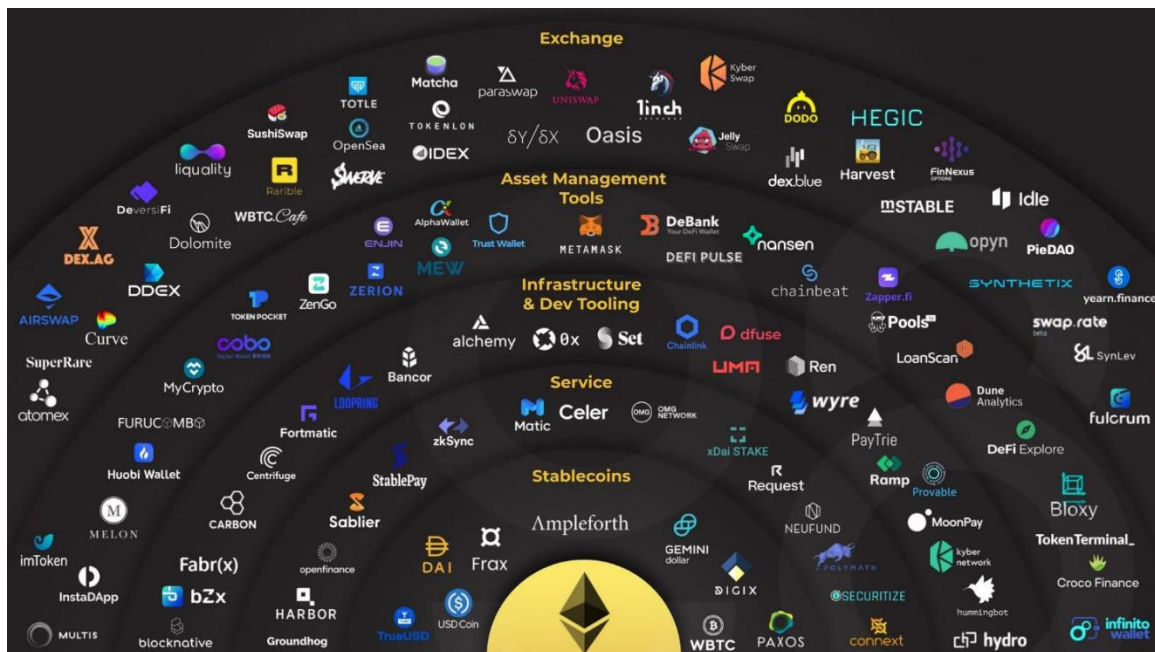 Exchange
Matcha
paraswap
UNISWAP
1inch
EXCHANGE
Kyber
Swap
TOTLE
TOKENLON
DODO
HEGIC
SushiSwap
OpenSea
IDEX
δY/δX
Oasis
Jelly
Swap
dex.blue
Harvest
FinNexus
OPTIONS
liquality
Rarible
SWERVE
mSTABLE
Idle
DeversiFi
WBTC.Cafe
Dolomite
opyn
PieDAO
DEX.AG
DDEX
SYNTHETIX
yearn.finance
AIRSWAP
Curve
swap.rate
beta
SynLev
SuperRare
atomex
fulcrum
Asset Management
Tools
AlphaWallet
ENJIN
Trust Wallet
METAMASK
DeBank
Your DeFi Wallet
nansen
MEW
DEFI PULSE
ZERION
ZenGo
chainbeat
Zapper.fi
TOKEN POCKET
Pools
cobo
LoanScan
MyCrypto
Dune
Analytics
FURUCOMBO
DeFi Explore
Huobi Wallet
Bloxy
MELON
TokenTerminal_
imToken
Croco Finance
InstaDApp
MULTIS
infinito
wallet
Infrastructure
& Dev Tooling
alchemy
0x
Set
Chainlink
dfuse
Bancor
UMA
Ren
LOOPRING
wyre
Fortmatic
PayTrie
Centrifuge
Ramp
Provable
CARBON
MoonPay
Fabr(x)
kyber
network
bZx
hummingbot
blocknative
hydro
Service
Matic
Celer
OMG
OMG
NETWORK
zkSync
xDai STAKE
StablePay
Request
Sablier
NEUFUND
openfinance
POLYMATH
HARBOR
SECURITIZE
Groundhog
connext
Stablecoins
Ampleforth
DAI
Frax
GEMINI
dollar
DIGIX
TrueUSD
USD Coin
WBTC
PAXOS